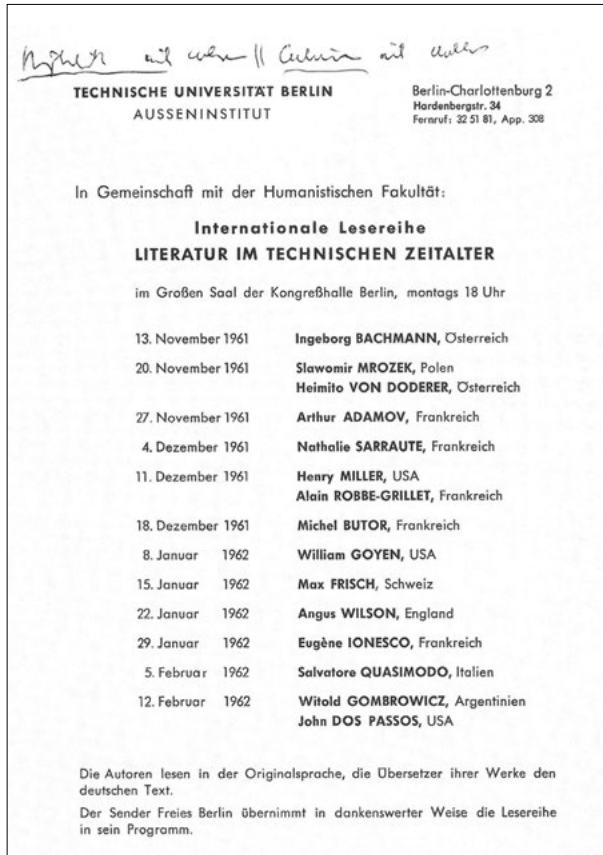 mit || mit
TECHNISCHE UNIVERSITÄT BERLIN
AUSSENINSTITUT
Berlin-Charlottenburg 2
Hardenbergstr. 34
Fernruf: 32 51 81, App. 308
In Gemeinschaft mit der Humanistischen Fakultät:
Internationale Lesereihe
LITERATUR IM TECHNISCHEN ZEITALTER
im Großen Saal der Kongreßhalle Berlin, montags 18 Uhr
13. November 1961 Ingeborg BACHMANN, Österreich
20. November 1961 Slawomir MROZEK, Polen
Heimito VON DODERER, Österreich
27. November 1961 Arthur ADAMOV, Frankreich
4. Dezember 1961 Nathalie SARRAUTE, Frankreich
11. Dezember 1961 Henry MILLER, USA
Alain ROBBE-GRILLET, Frankreich
18. Dezember 1961 Michel BUTOR, Frankreich
8. Januar 1962 William GOYEN, USA
15. Januar 1962 Max FRISCH, Schweiz
22. Januar 1962 Angus WILSON, England
29. Januar 1962 Eugène IONESCO, Frankreich
5. Februar 1962 Salvatore QUASIMODO, Italien
12. Februar 1962 Witold GOMBROWICZ, Argentinien
John DOS PASSOS, USA
Die Autoren lesen in der Originalsprache, die Übersetzer ihrer Werke den
deutschen Text.
Der Sender Freies Berlin übernimmt in dankenswerter Weise die Lesereihe
in sein Programm.